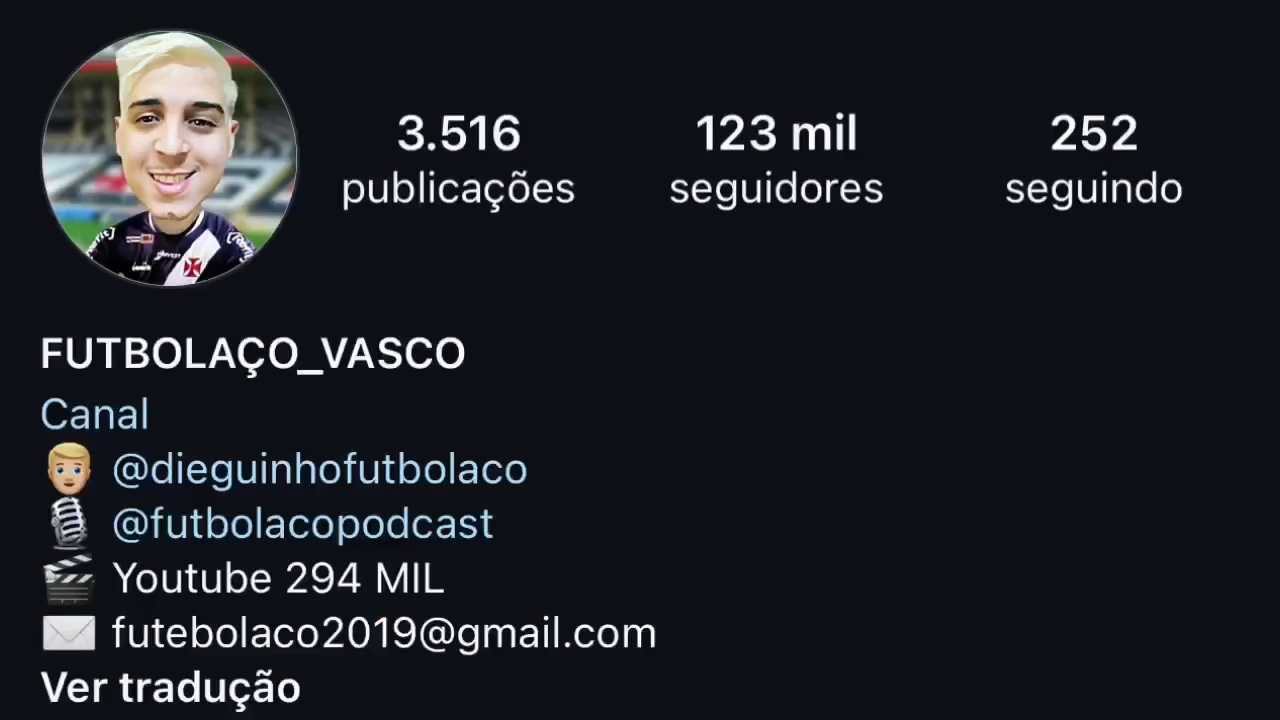 3.516
publicações
123 mil
seguidores
252
seguindo
FUTBOLAÇO_VASCO
Canal
@dieguinhofutbolaco
@futbolacopodcast
Youtube 294 MIL
futebolaco2019@gmail.com
Ver tradução